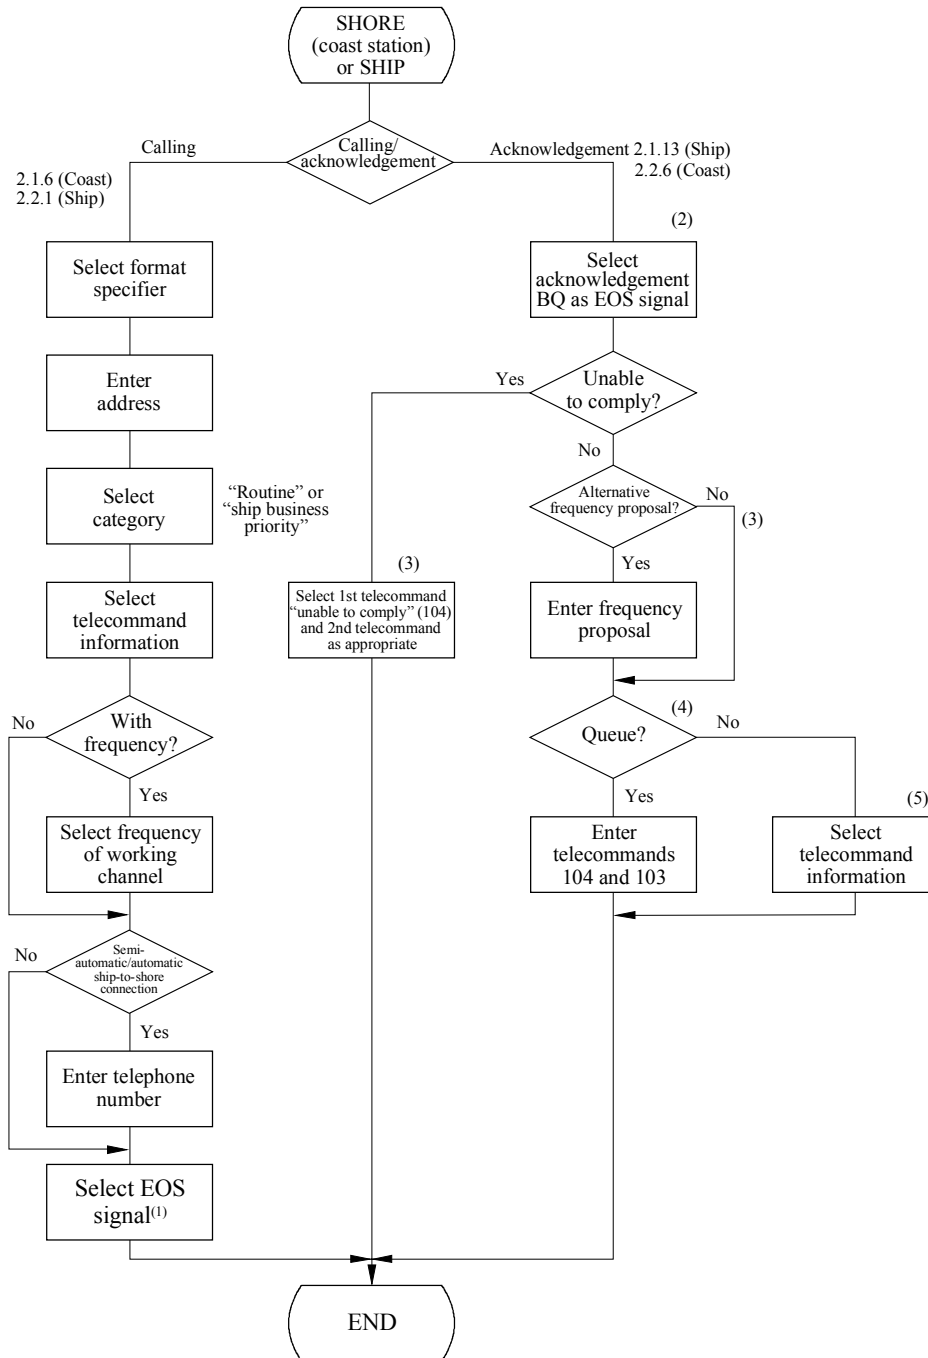 SHORE
(coast station)
or SHIP
Calling
Calling/
acknowledgement
Acknowledgement 2.1.13 (Ship)
2.2.6 (Coast)
2.1.6 (Coast)
2.2.1 (Ship)
Select format
specifier
Enter
address
Select
category
“Routine” or
“ship business
priority”
Select
telecommand
information
With
frequency?
No
Yes
Select frequency
of working
channel
Semi-
automatic/automatic
ship-to-shore
connection
No
Yes
Enter telephone
number
Select EOS
signal(1)
(2)
Select
acknowledgement
BQ as EOS signal
Unable
to comply?
Yes
No
(3)
Select 1st telecommand
“unable to comply” (104)
and 2nd telecommand
as appropriate
Alternative
frequency proposal?
No
(3)
Yes
Enter frequency
proposal
(4)
Queue?
No
Yes
Enter
telecommands
104 and 103
(5)
Select
telecommand
information
END